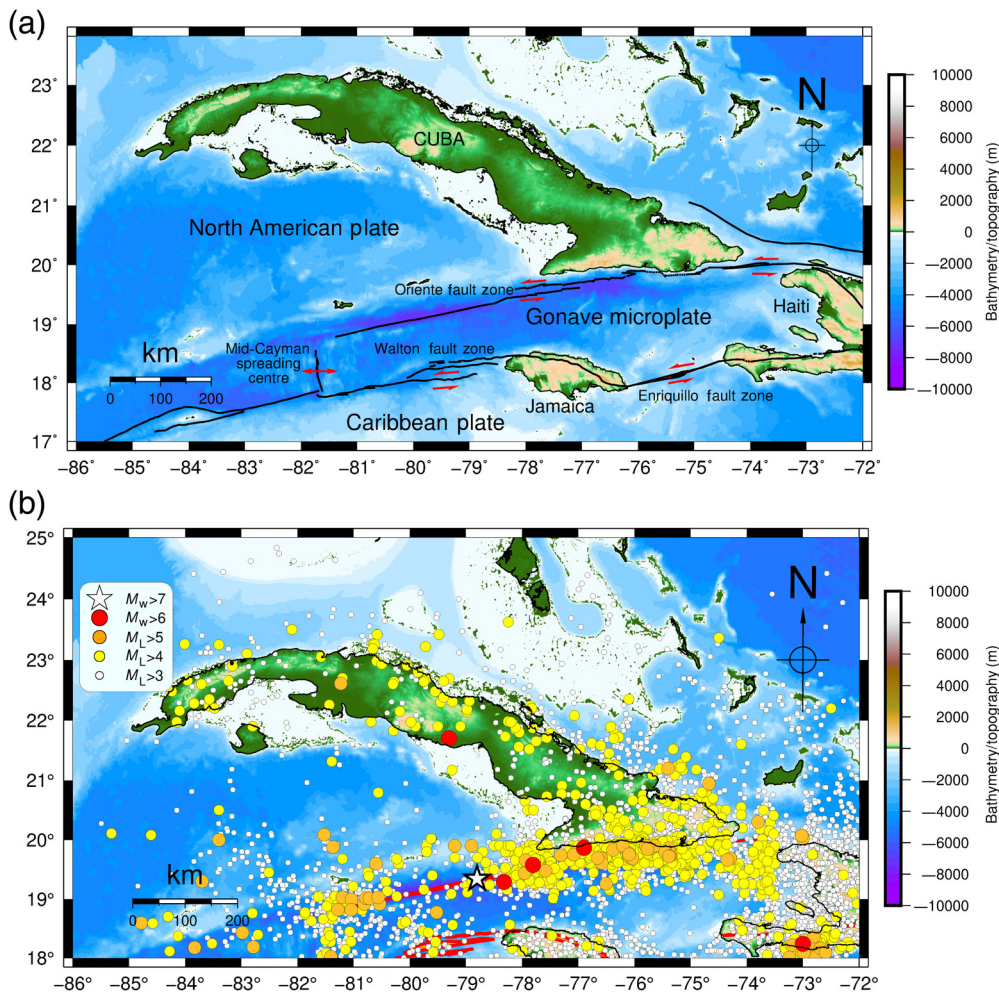 (a)
23°
22°
21°
20°
19°
18°
17°
CUBA
North American plate
Oriente fault zone
Gonave microplate
Haiti
km
Mid-Cayman
spreading
centre
Walton fault zone
0 100 200
Jamaica
Enriquillo fault zone
Caribbean plate
N
−86° −85° −84° −83° −82° −81° −80° −79° −78° −77° −76° −75° −74° −73° −72°
10000
8000
6000
4000
2000
0
−2000
−4000
−6000
−8000
−10000
Bathymetry/topography (m)
(b)
25°
24°
23°
22°
21°
20°
19°
18°
Mw>7
Mw>6
ML>5
ML>4
ML>3
N
km
0 50 100 200
−86° −85° −84° −83° −82° −81° −80° −79° −78° −77° −76° −75° −74° −73° −72°
10000
8000
6000
4000
2000
0
−2000
−4000
−6000
−8000
−10000
Bathymetry/topography (m)